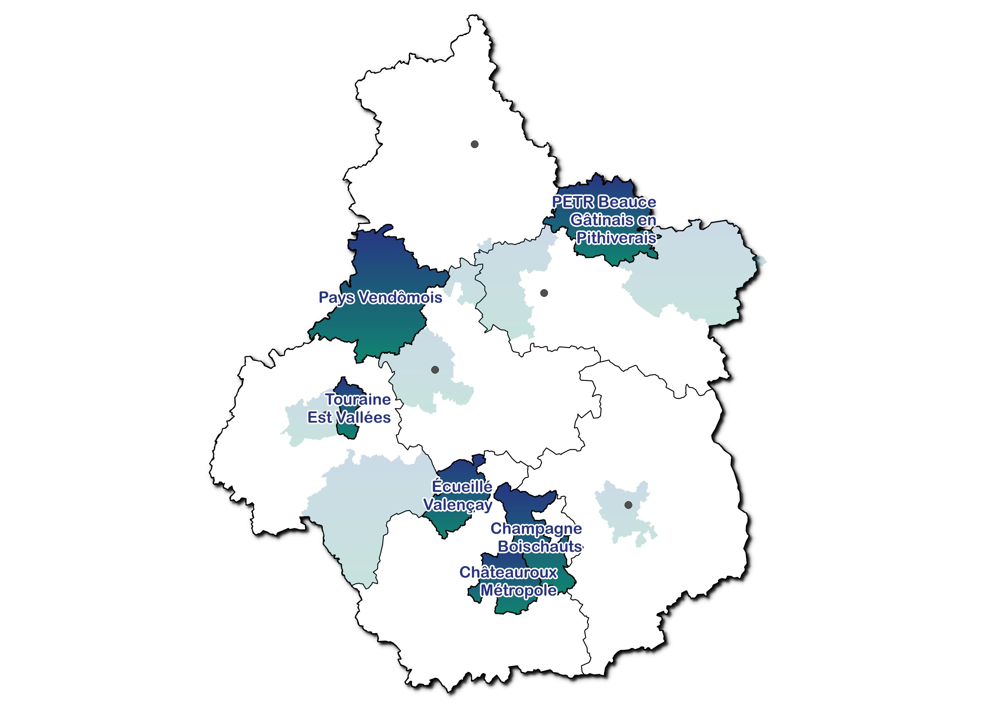 PETR Beauce
Gâtinais en
Pithiverais
Pays Vendômois
Touraine
Est Vallées
Écueillé
Valençay
Champagne
Boischauts
Châteauroux
Métropole